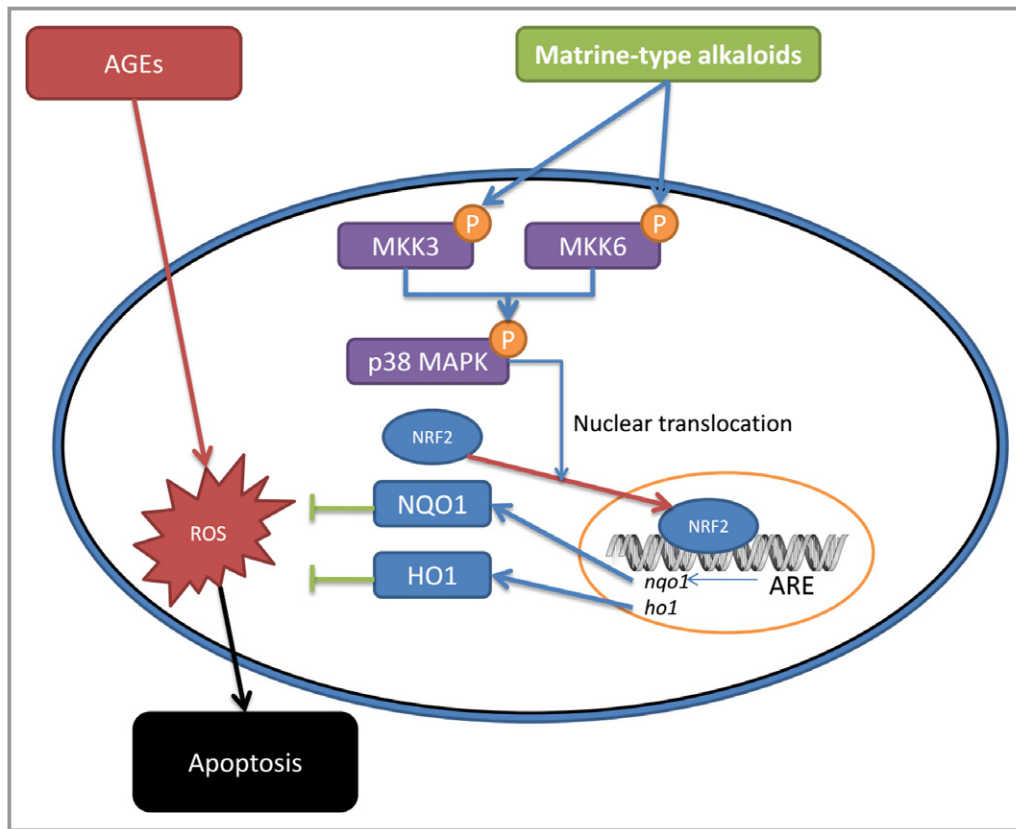 AGEs
Matrine-type alkaloids
P
P
MKK3
MKK6
P
p38 MAPK
Nuclear translocation
NRF2
NQO1
NRF2
ROS
HO1
nqo1
ARE
ho1
Apoptosis